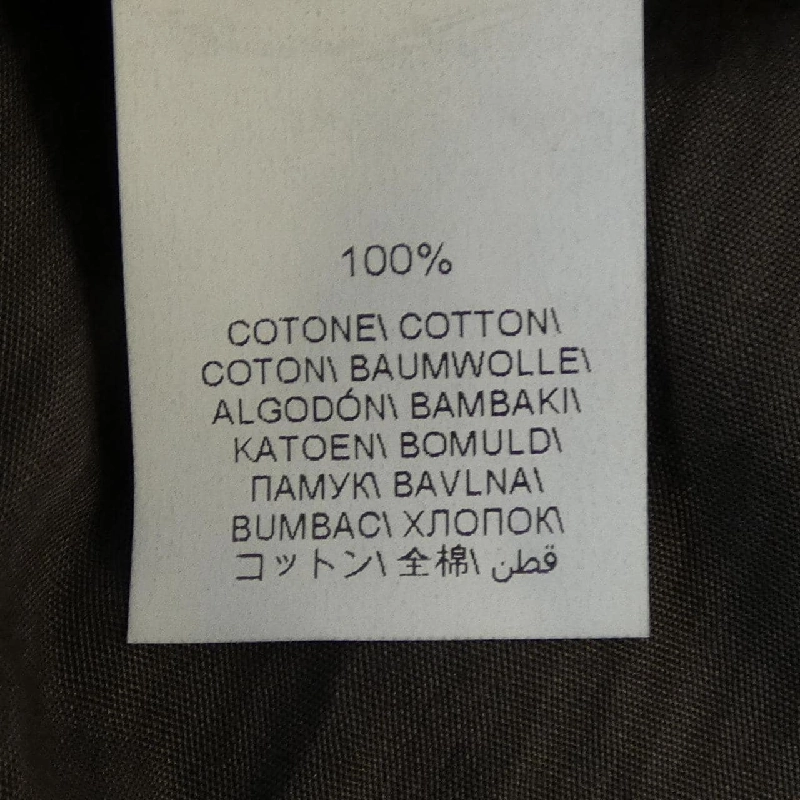 100%
COTONE\ COTTON\
COTON\ BAUMWOLLE\
ALGODÓN\ BAMBAKI\
KATOEN\ BOMULD\
ПАМУК\ BAVLNA\
BUMBAC\ ХЛОПОК\
コットン\ 全棉\ قطن